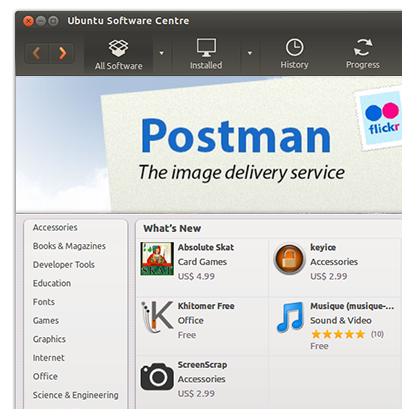 Ubuntu Software Centre
All Software
Installed
History
Progress
Postman
The image delivery service
flickr
Accessories
Books & Magazines
Developer Tools
Education
Fonts
Games
Graphics
Internet
Office
Science & Engineering
What's New
Absolute Skat
Card Games
US$ 4.99
keyice
Accessories
US$ 2.99
Khitomer Free
Office
Free
Musique (musique-...
Sound & Video
(10)
Free
ScreenScrap
Accessories
US$ 2.99
SKAT